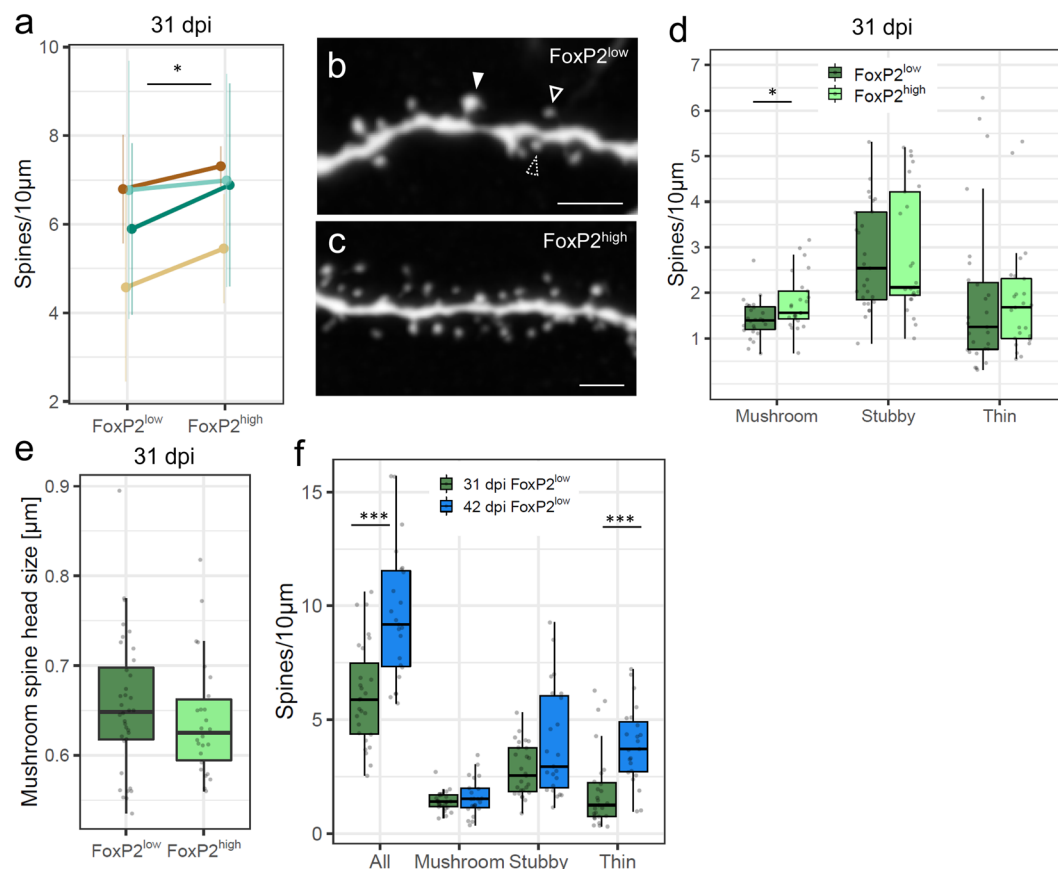 a
31 dpi
10
8
6
4
2
*
Spines/10µm
FoxP2low
FoxP2high
b
FoxP2low
c
FoxP2high
d
31 dpi
7
6
5
4
3
2
1
FoxP2low
FoxP2high
*
Spines/10µm
Mushroom
Stubby
Thin
e
31 dpi
0.9
0.8
0.7
0.6
Mushroom spine head size [µm]
FoxP2low
FoxP2high
f
15
10
5
0
31 dpi FoxP2low
42 dpi FoxP2low
***
***
Spines/10µm
All
Mushroom
Stubby
Thin